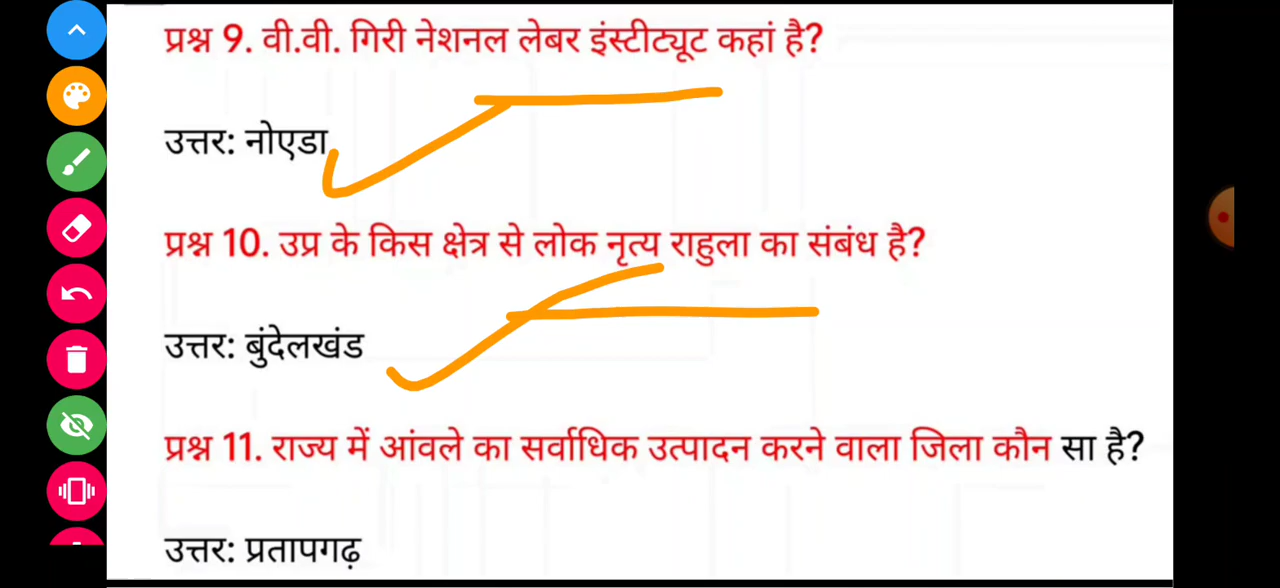 प्रश्न 9. वी.वी. गिरी नेशनल लेबर इंस्टीट्यूट कहां है?
उत्तर: नोएडा
प्रश्न 10. उप्र के किस क्षेत्र से लोक नृत्य राहुला का संबंध है?
उत्तर: बुंदेलखंड
प्रश्न 11. राज्य में आंवले का सर्वाधिक उत्पादन करने वाला जिला कौन सा है?
उत्तर: प्रतापगढ़